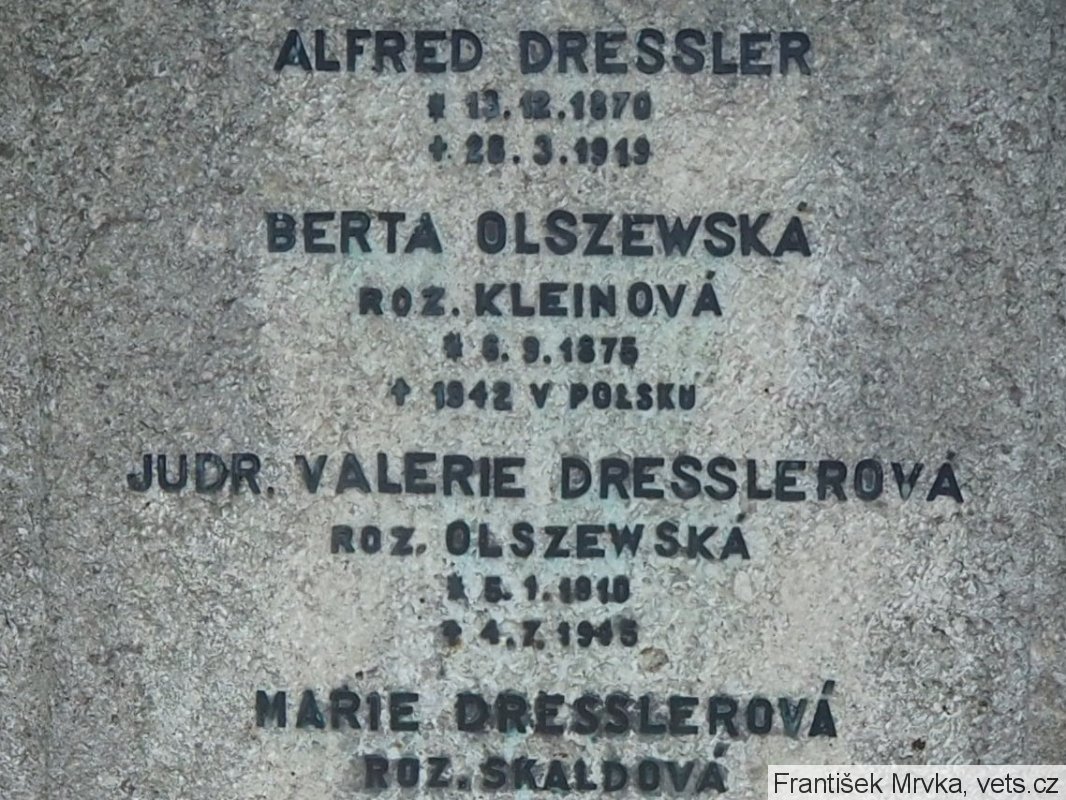 ALFRED DRESSLER
* 13.12.1870
✝ 28.3.1919
BERTA OLSZEWSKÁ
ROZ. KLEINOVÁ
* 6.9.1875
✝ 1942 V POLSKU
JUDR. VALERIE DRESSLEROVÁ
ROZ. OLSZEWSKÁ
* 5.1.1910
✝ 4.7.1945
MARIE DRESSLEROVÁ
ROZ. SKALDOVÁ
František Mrvka, vets.cz